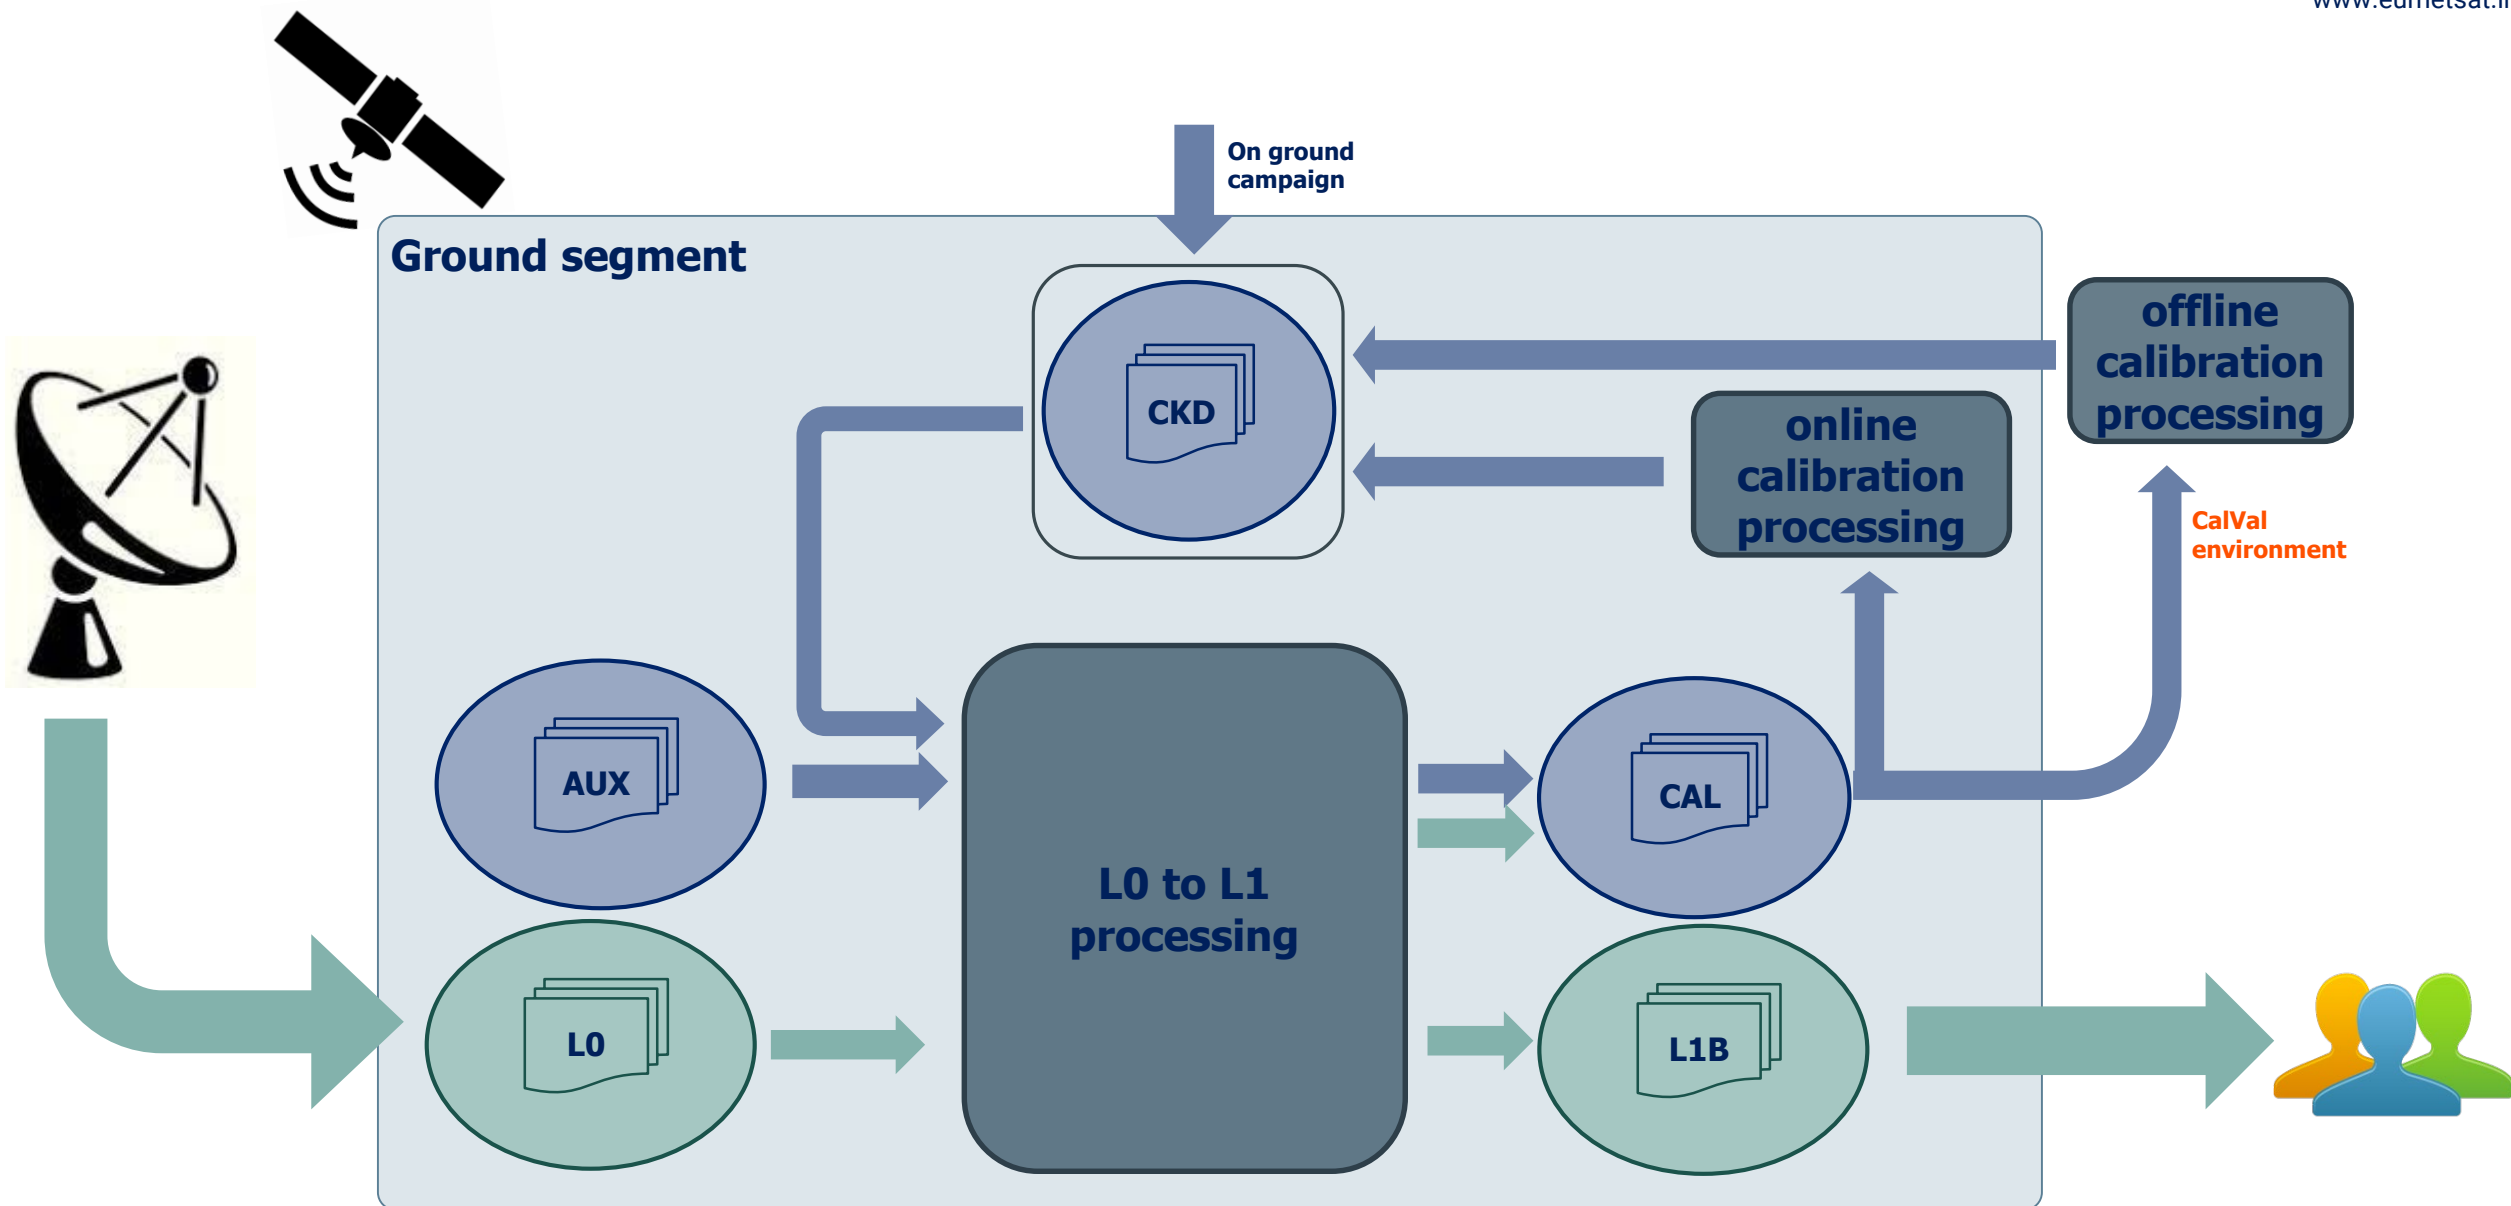 On ground
campaign
Ground segment
offline
calibration
processing
CKD
online
calibration
processing
CalVal
environment
AUX
CAL
L0 to L1
processing
L0
L1B